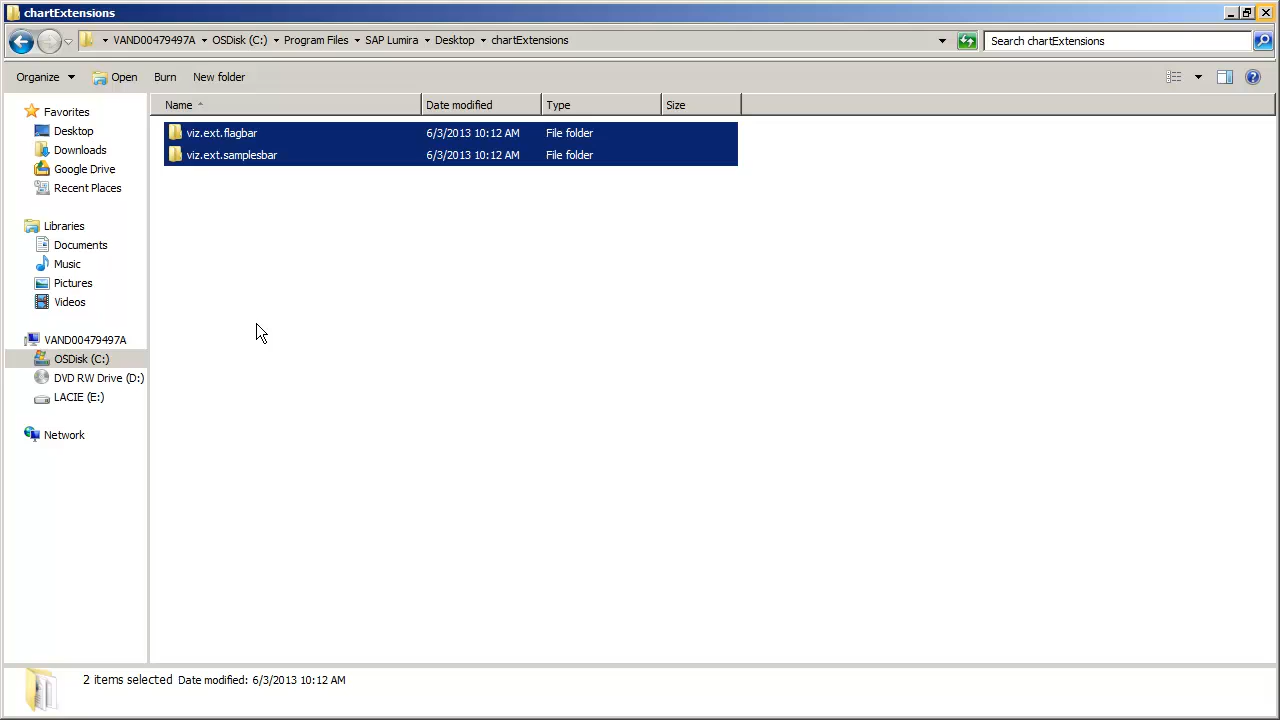 chartExtensions
VAND00479497A OSDisk (C:) Program Files SAP Lumira Desktop chartExtensions Search chartExtensions
Organize Open Burn New folder
Name Date modified Type Size
viz.ext.flagbar 6/3/2013 10:12 AM File folder
viz.ext.samplesbar 6/3/2013 10:12 AM File folder
Favorites
Desktop
Downloads
Google Drive
Recent Places
Libraries
Documents
Music
Pictures
Videos
VAND00479497A
OSDisk (C:)
DVD RW Drive (D:)
LACIE (E:)
Network
2 items selected Date modified: 6/3/2013 10:12 AM